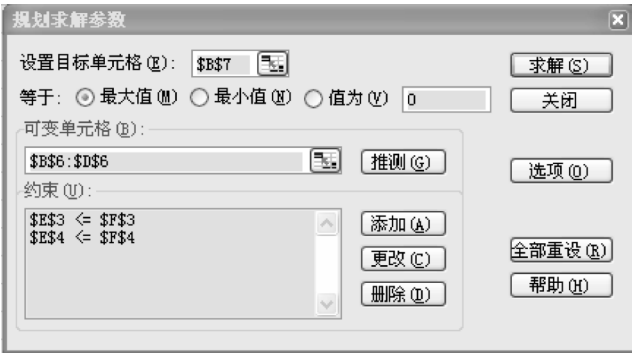 规划求解参数
设置目标单元格(E): $B$7 求解(S)
等于: 最大值(M) 最小值(N) 值为(V) 0 关闭
可变单元格(B):
$B$6:$D$6 推测(G) 选项(O)
约束(U):
$E$3 <= $F$3 添加(A)
$E$4 <= $F$4
更改(C) 全部重设(R)
删除(D) 帮助(H)